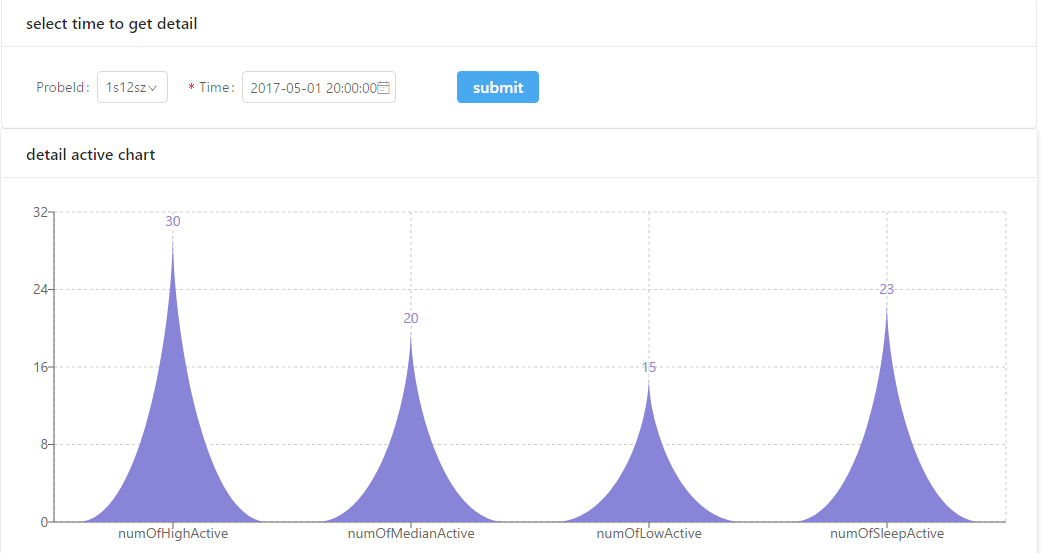 select time to get detail
ProbeId : 1s12sz * Time : 2017-05-01 20:00:00 submit
detail active chart
32
30
24
23
20
16
15
8
0
numOfHighActive numOfMedianActive numOfLowActive numOfSleepActive